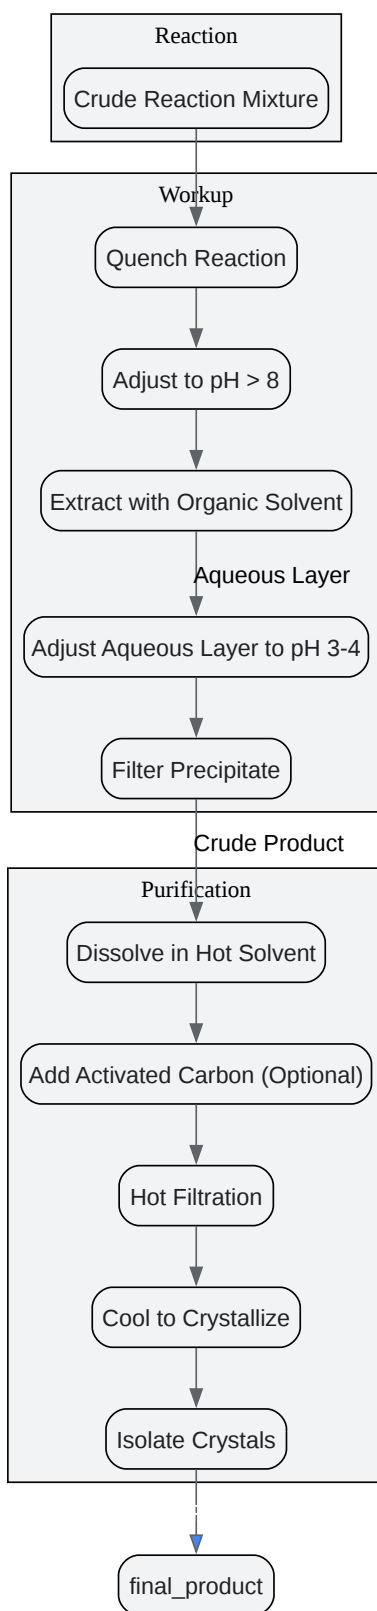 Reaction
Crude Reaction Mixture
Workup
Quench Reaction
Adjust to pH > 8
Extract with Organic Solvent
Aqueous Layer
Adjust Aqueous Layer to pH 3-4
Filter Precipitate
Crude Product
Purification
Dissolve in Hot Solvent
Add Activated Carbon (Optional)
Hot Filtration
Cool to Crystallize
Isolate Crystals
final_product